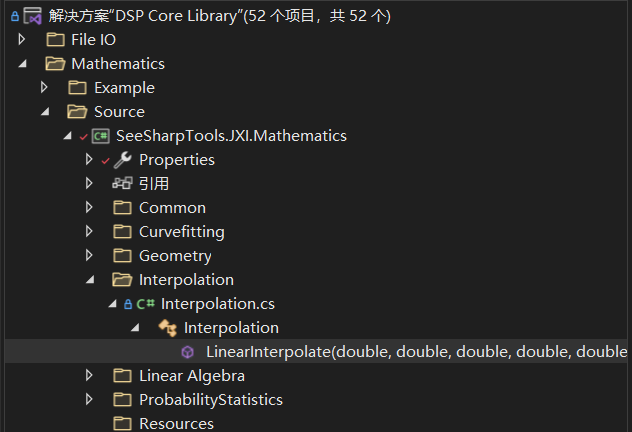 解决方案"DSP Core Library"(52 个项目，共 52 个)
File IO
Mathematics
Example
Source
C# SeeSharpTools.JXI.Mathematics
Properties
引用
Common
Curvefitting
Geometry
Interpolation
C# Interpolation.cs
Interpolation
LinearInterpolate(double, double, double, double, double
Linear Algebra
ProbabilityStatistics
Resources